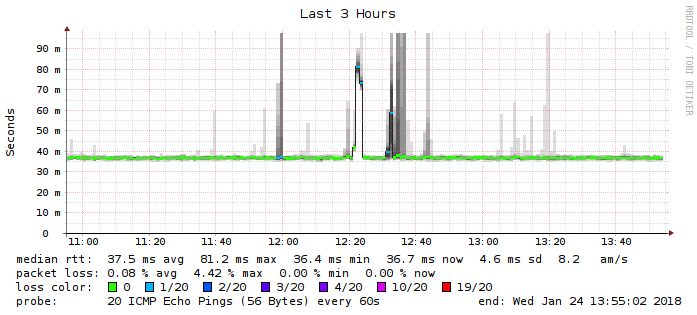 Last 3 Hours
RRDTOOL / TOBI OETIKER
Seconds
90 m
80 m
70 m
60 m
50 m
40 m
30 m
20 m
10 m
0
11:00 11:20 11:40 12:00 12:20 12:40 13:00 13:20 13:40
median rtt: 37.5 ms avg 81.2 ms max 36.4 ms min 36.7 ms now 4.6 ms sd 8.2 am/s
packet loss: 0.08 % avg 4.42 % max 0.00 % min 0.00 % now
loss color: 0 1/20 2/20 3/20 4/20 10/20 19/20
probe: 20 ICMP Echo Pings (56 Bytes) every 60s end: Wed Jan 24 13:55:02 2018